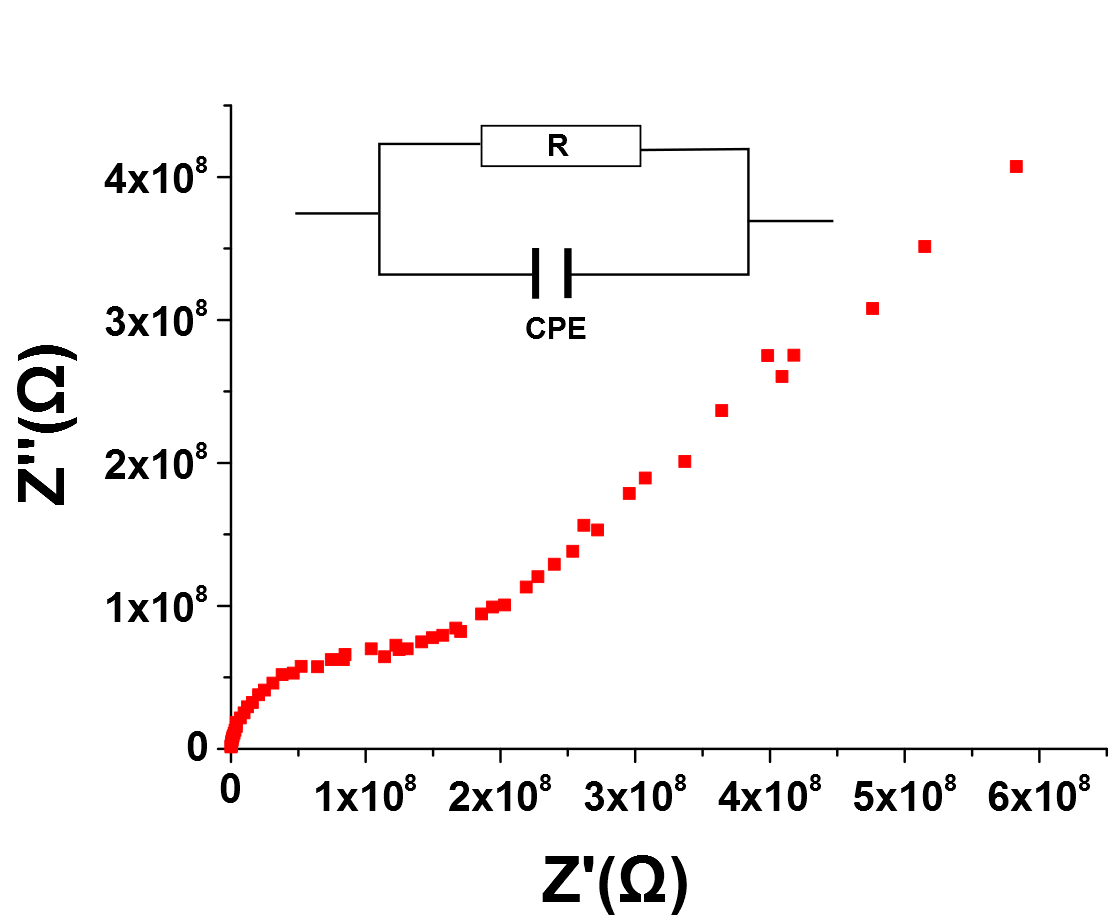 R
CPE
4x10⁸
3x10⁸
2x10⁸
1x10⁸
0
Z''(Ω)
0
1x10⁸
2x10⁸
3x10⁸
4x10⁸
5x10⁸
6x10⁸
Z'(Ω)